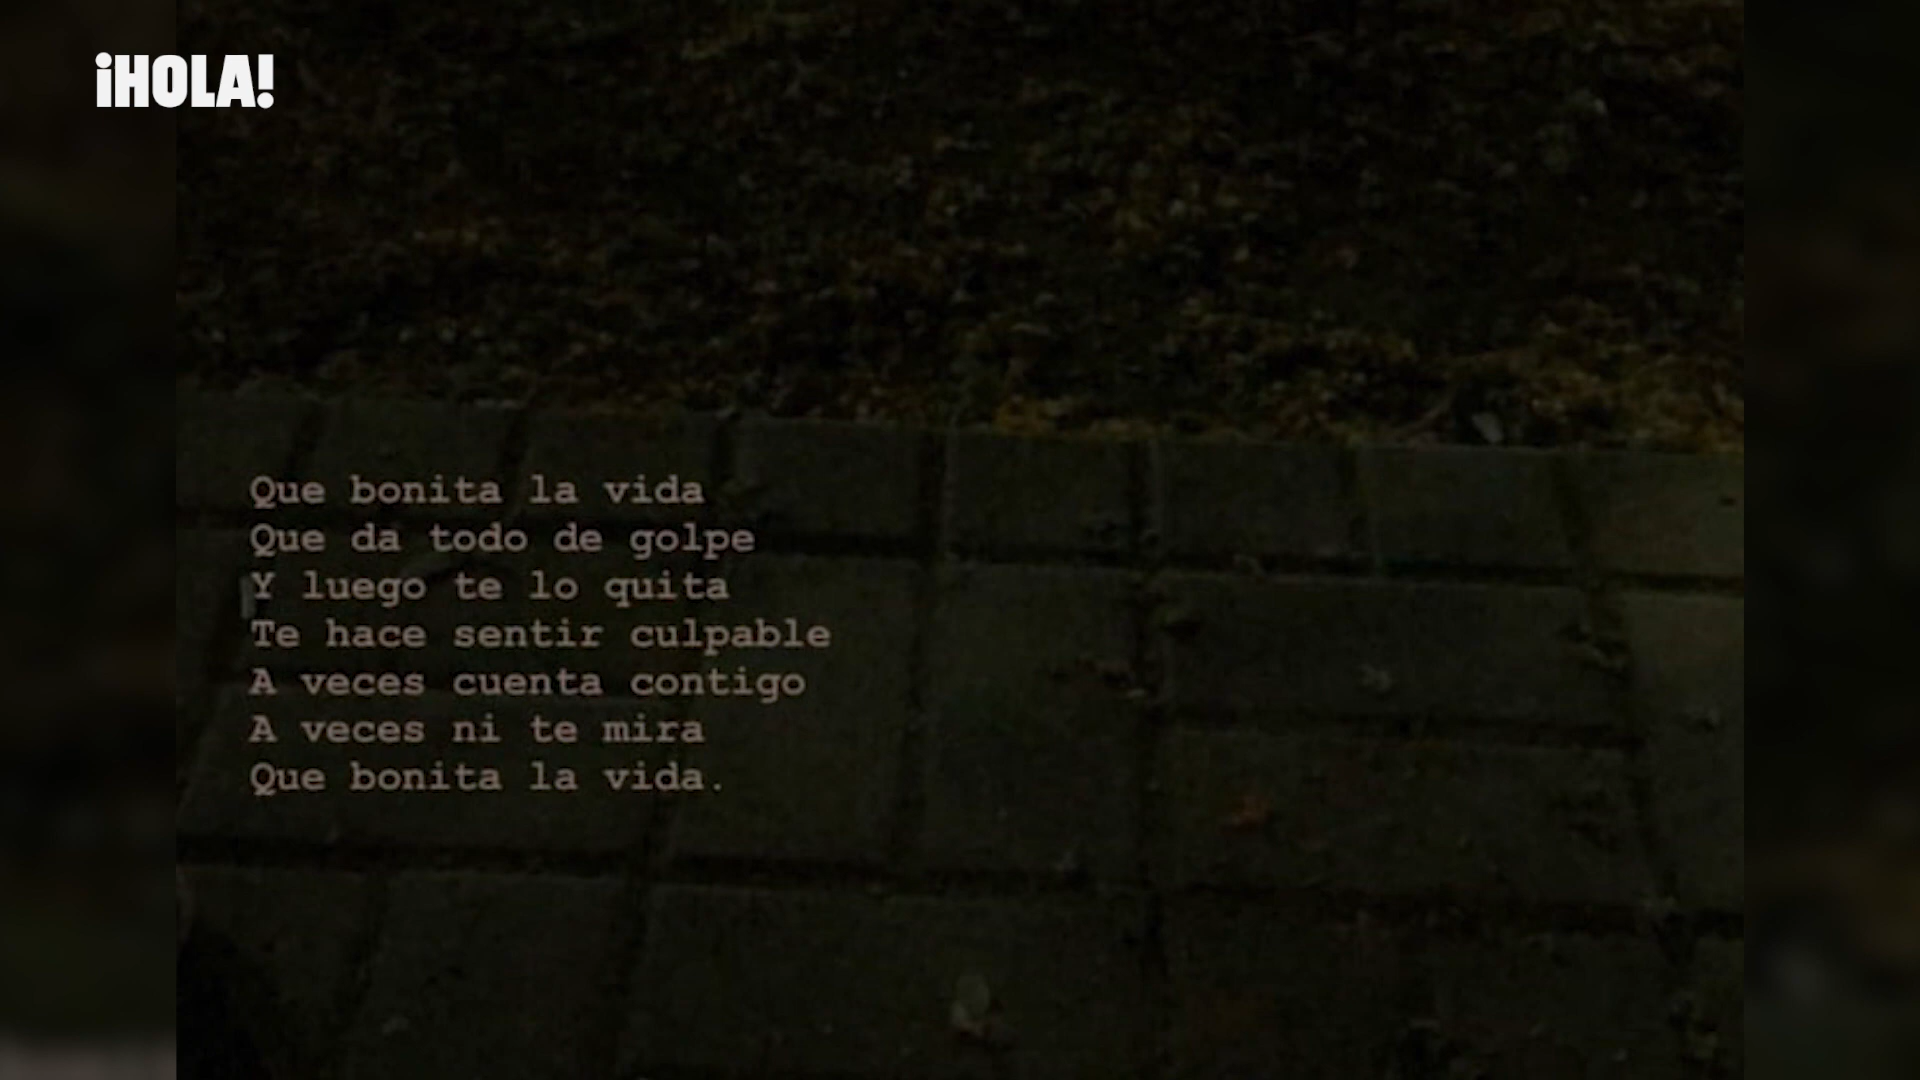 ¡HOLA!
Que bonita la vida
Que da todo de golpe
Y luego te lo quita
Te hace sentir culpable
A veces cuenta contigo
A veces ni te mira
Que bonita la vida.